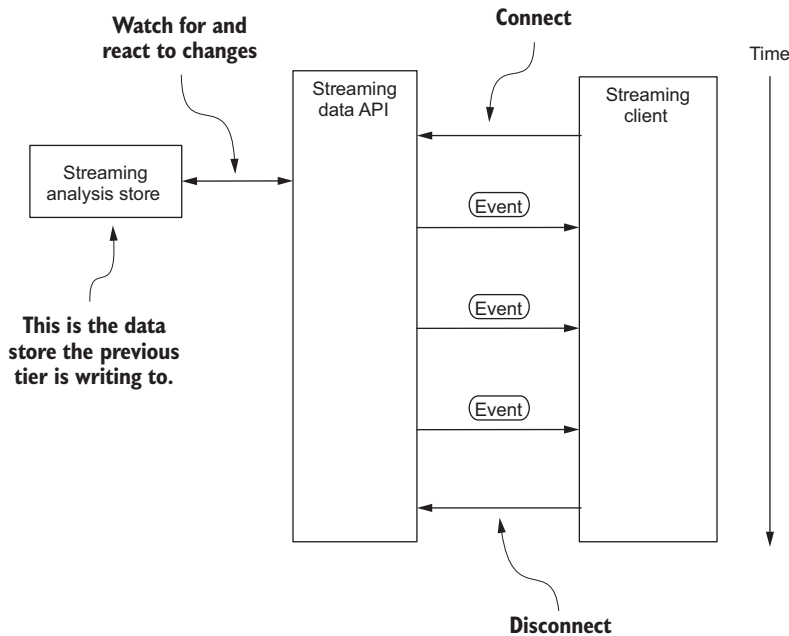 Watch for and
react to changes
Connect
Time
Streaming
data API
Streaming
client
Streaming
analysis store
Event
Event
Event
This is the data
store the previous
tier is writing to.
Disconnect